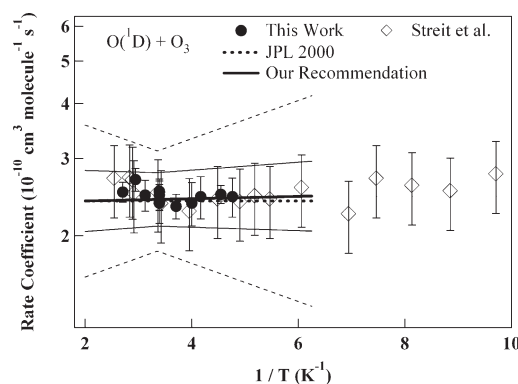 O(¹D) + O₃
This Work
Streit et al.
JPL 2000
Our Recommendation
Rate Coefficient (10⁻¹⁰ cm³ molecule⁻¹ s⁻¹)
6
5
4
3
2
2
4
6
8
10
1 / T (K⁻¹)